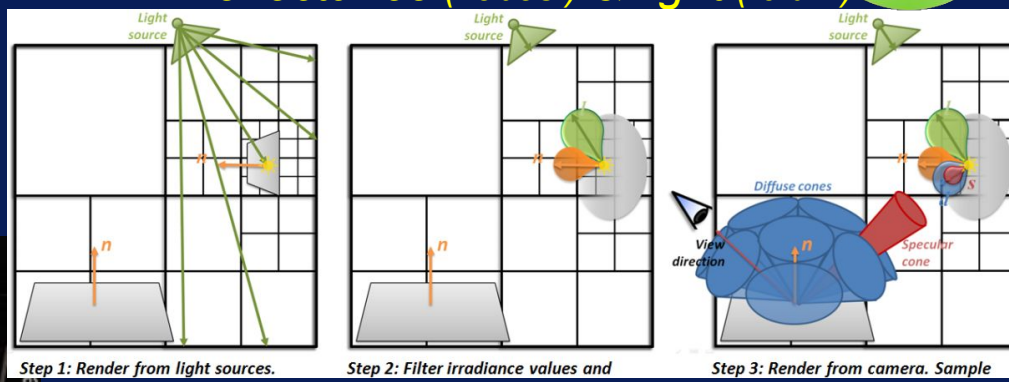 Light
source
n
n
Step 1: Render from light sources.
Light
source
l
n
n
Step 2: Filter irradiance values and
Light
source
l
n
s
d
Diffuse cones
View
direction
n
Specular
cone
Step 3: Render from camera. Sample